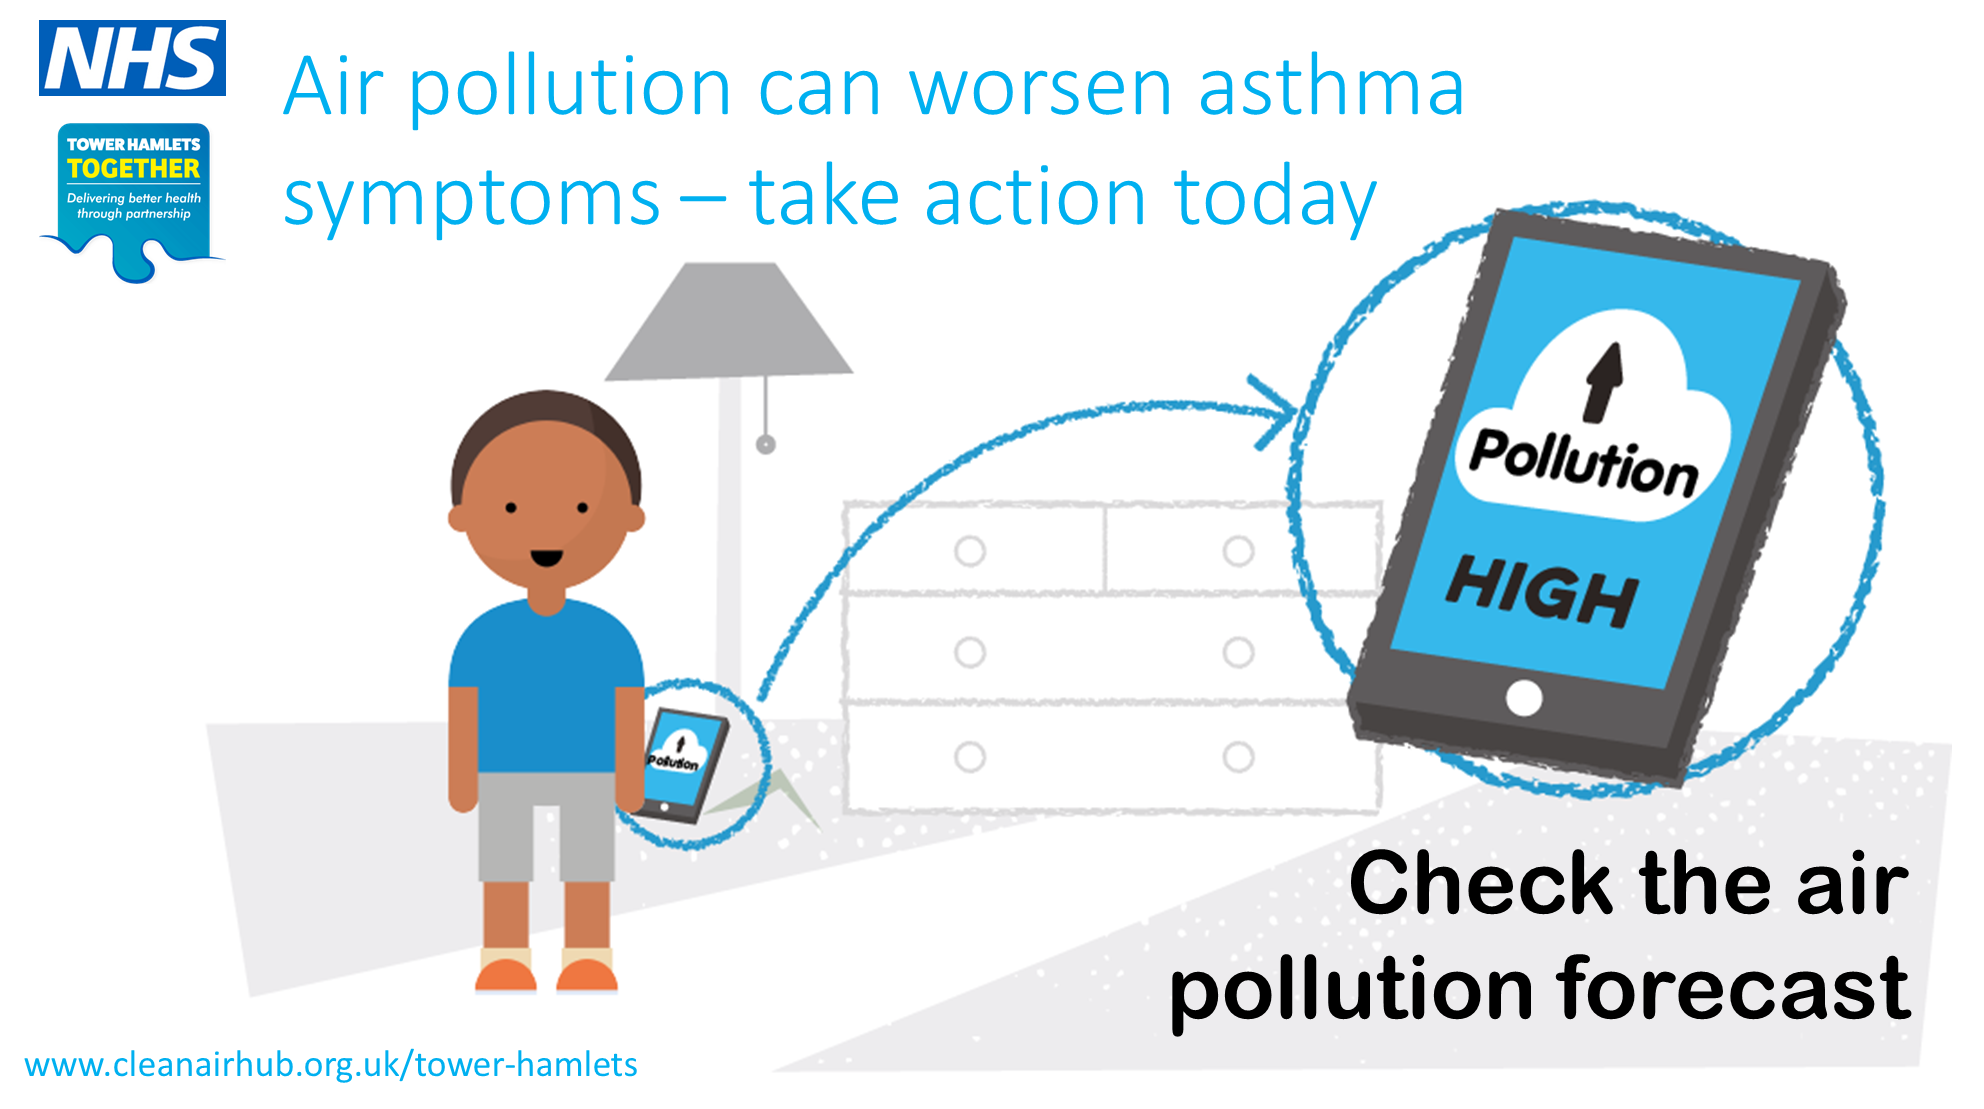 NHS
TOWER HAMLETS
TOGETHER
Delivering better health
through partnership
Air pollution can worsen asthma
symptoms – take action today
Pollution
HIGH
Pollution
Check the air
pollution forecast
www.cleanairhub.org.uk/tower-hamlets